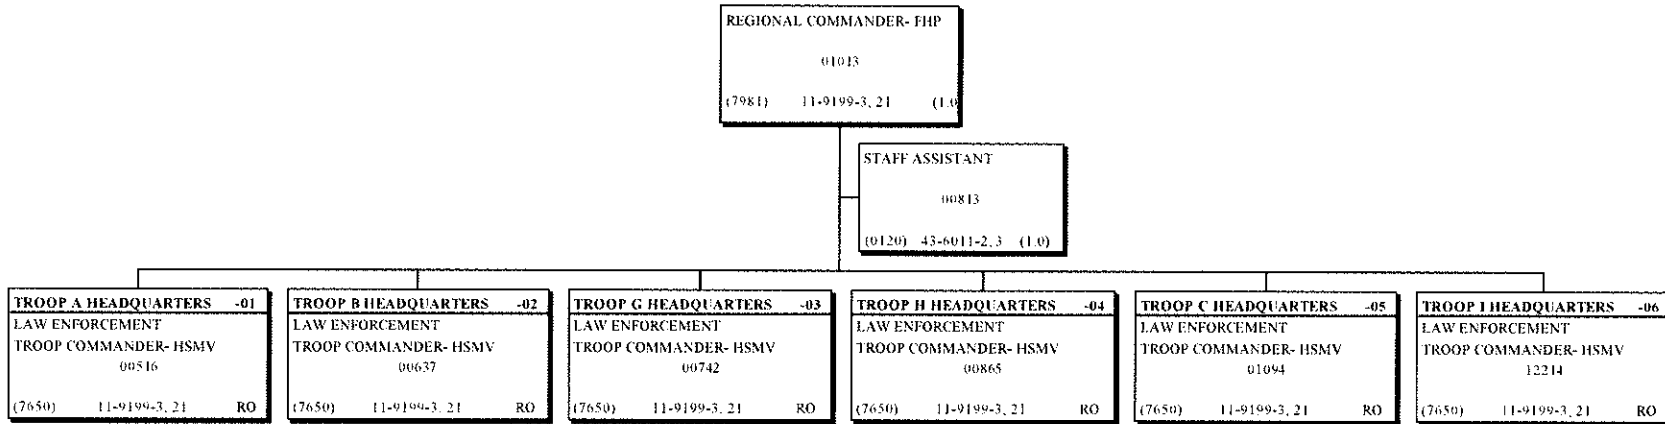 REGIONAL COMMANDER- FHP
01013
(7981) 11-9199-3, 21 (1.0
STAFF ASSISTANT
00813
(0120) 43-6011-2, 3 (1.0)
TROOP A HEADQUARTERS -01
LAW ENFORCEMENT
TROOP COMMANDER- HSMV
00516
(7650) 11-9199-3, 21 RO
TROOP B HEADQUARTERS -02
LAW ENFORCEMENT
TROOP COMMANDER- HSMV
00637
(7650) 11-9199-3, 21 RO
TROOP G HEADQUARTERS -03
LAW ENFORCEMENT
TROOP COMMANDER- HSMV
00742
(7650) 11-9199-3, 21 RO
TROOP H HEADQUARTERS -04
LAW ENFORCEMENT
TROOP COMMANDER- HSMV
00865
(7650) 11-9199-3, 21 RO
TROOP C HEADQUARTERS -05
LAW ENFORCEMENT
TROOP COMMANDER- HSMV
01094
(7650) 11-9199-3, 21 RO
TROOP I HEADQUARTERS -06
LAW ENFORCEMENT
TROOP COMMANDER- HSMV
12214
(7650) 11-9199-3, 21 RO